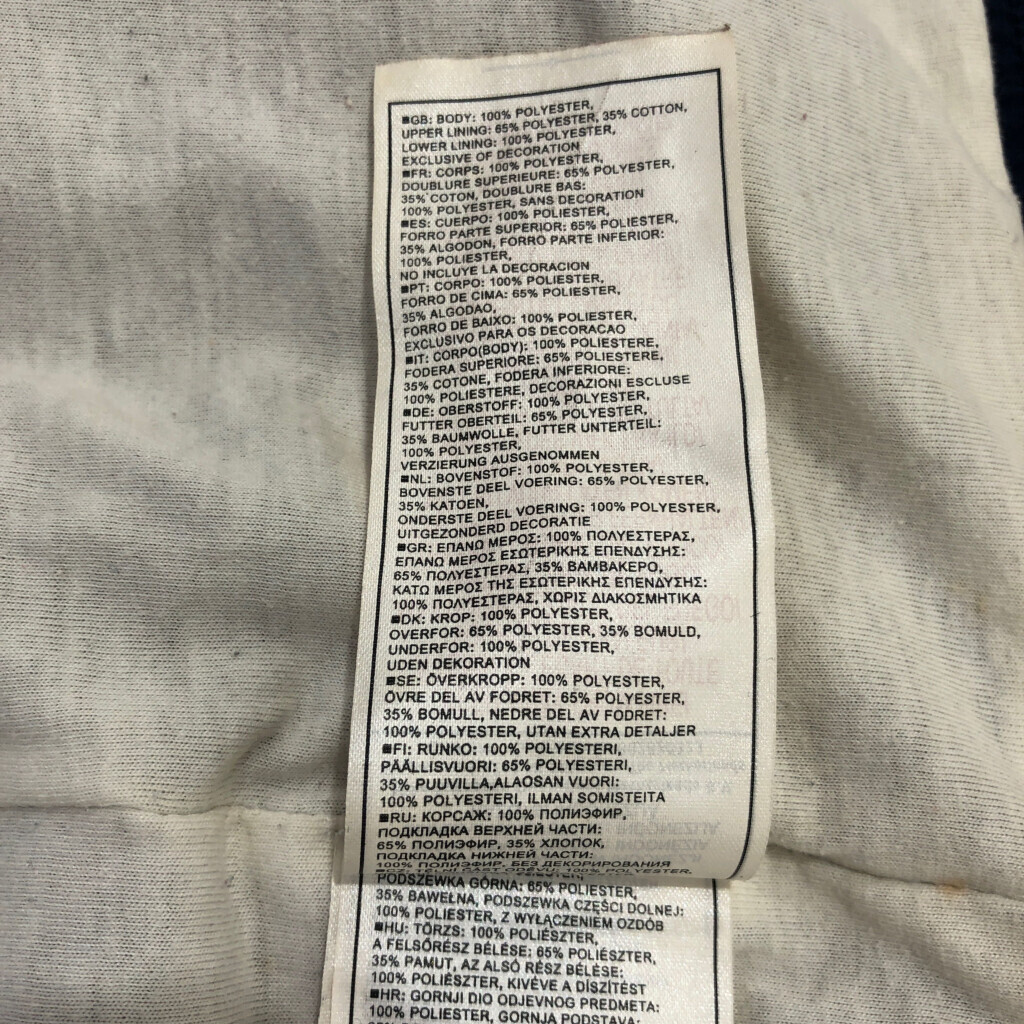 ■GB: BODY: 100% POLYESTER,
UPPER LINING: 65% POLYESTER, 35% COTTON,
LOWER LINING: 100% POLYESTER,
EXCLUSIVE OF DECORATION
■FR: CORPS: 100% POLYESTER,
DOUBLURE SUPERIEURE: 65% POLYESTER,
35% COTON, DOUBLURE BAS:
100% POLYESTER, SANS DECORATION
■ES: CUERPO: 100% POLIESTER,
FORRO PARTE SUPERIOR: 65% POLIESTER,
35% ALGODON, FORRO PARTE INFERIOR:
100% POLIESTER,
NO INCLUYE LA DECORACION
■PT: CORPO: 100% POLIESTER,
FORRO DE CIMA: 65% POLIESTER,
35% ALGODAO,
FORRO DE BAIXO: 100% POLIESTER,
EXCLUSIVO PARA OS DECORACAO
■IT: CORPO(BODY): 100% POLIESTERE,
FODERA SUPERIORE: 65% POLIESTERE,
35% COTONE, FODERA INFERIORE:
100% POLIESTERE, DECORAZIONI ESCLUSE
■DE: OBERSTOFF: 100% POLYESTER,
FUTTER OBERTEIL: 65% POLYESTER,
35% BAUMWOLLE, FUTTER UNTERTEIL:
100% POLYESTER,
VERZIERUNG AUSGENOMMEN
■NL: BOVENSTOF: 100% POLYESTER,
BOVENSTE DEEL VOERING: 65% POLYESTER,
35% KATOEN,
ONDERSTE DEEL VOERING: 100% POLYESTER,
UITGEZONDERD DECORATIE
■GR: ΕΠΑΝΩ ΜΕΡΟΣ: 100% ΠΟΛΥΕΣΤΕΡΑΣ,
ΕΠΑΝΩ ΜΕΡΟΣ ΕΣΩΤΕΡΙΚΗΣ ΕΠΕΝΔΥΣΗΣ:
65% ΠΟΛΥΕΣΤΕΡΑΣ, 35% ΒΑΜΒΑΚΕΡΟ,
ΚΑΤΩ ΜΕΡΟΣ ΤΗΣ ΕΣΩΤΕΡΙΚΗΣ ΕΠΕΝΔΥΣΗΣ:
100% ΠΟΛΥΕΣΤΕΡΑΣ, ΧΩΡΙΣ ΔΙΑΚΟΣΜΗΤΙΚΑ
■DK: KROP: 100% POLYESTER,
OVERFOR: 65% POLYESTER, 35% BOMULD,
UNDERFOR: 100% POLYESTER,
UDEN DEKORATION
■SE: ÖVERKROPP: 100% POLYESTER,
ÖVRE DEL AV FODRET: 65% POLYESTER,
35% BOMULL, NEDRE DEL AV FODRET:
100% POLYESTER, UTAN EXTRA DETALJER
■FI: RUNKO: 100% POLYESTERI,
PÄÄLLISVUORI: 65% POLYESTERI,
35% PUUVILLA,ALAOSAN VUORI:
100% POLYESTERI, ILMAN SOMISTEITA
■RU: КОРСАЖ: 100% ПОЛИЭФИР,
ПОДКЛАДКА ВЕРХНЕЙ ЧАСТИ:
65% ПОЛИЭФИР, 35% ХЛОПОК,
ПОДКЛАДКА НИЖНЕЙ ЧАСТИ:
100% ПОЛИЭФИР, БЕЗ ДЕКОРИРОВАНИЯ
PODSZEWKA GÓRNA: 65% POLIESTER,
35% BAWEŁNA, PODSZEWKA CZĘŚCI DOLNEJ:
100% POLIESTER, Z WYŁĄCZENIEM OZDÓB
■HU: TÖRZS: 100% POLIÉSZTER,
A FELSŐRÉSZ BÉLÉSE: 65% POLIÉSZTER,
35% PAMUT, AZ ALSÓ RÉSZ BÉLÉSE:
100% POLIÉSZTER, KIVÉVE A DÍSZÍTÉST
■HR: GORNJI DIO ODJEVNOG PREDMETA:
100% POLIESTER, GORNJA PODSTAVA: